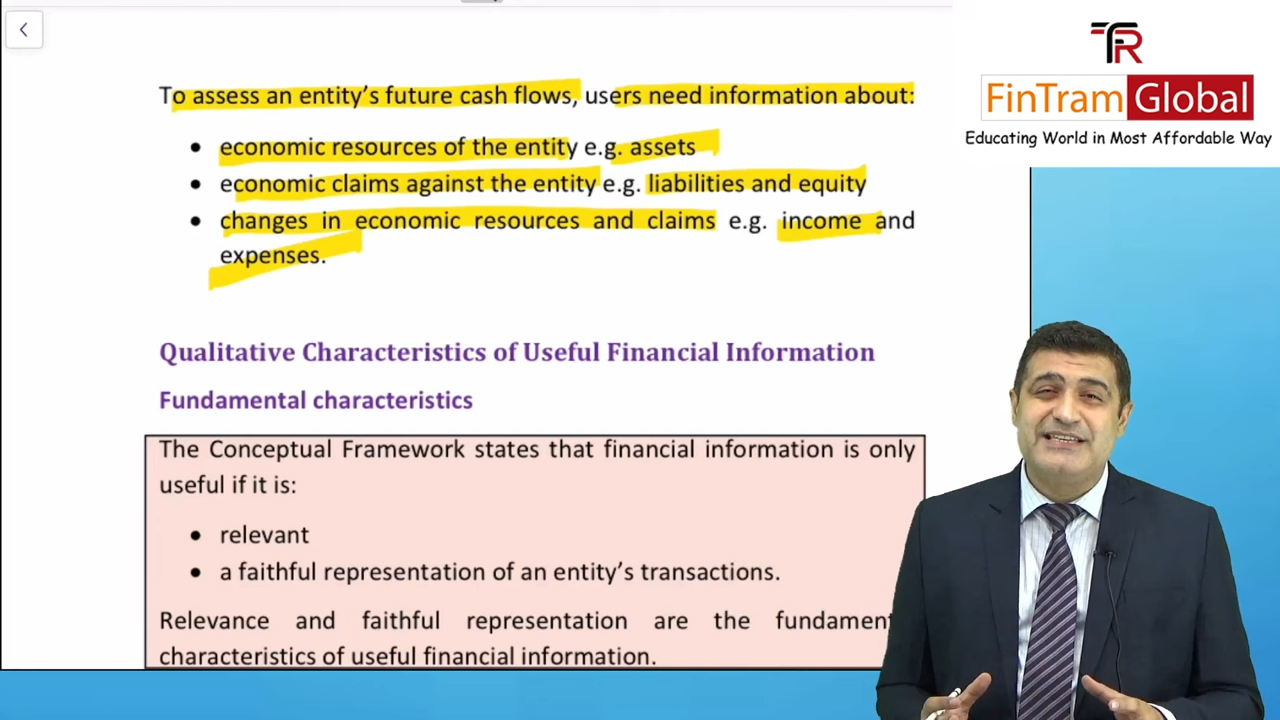 To assess an entity's future cash flows, users need information about:
• economic resources of the entity e.g. assets
• economic claims against the entity e.g. liabilities and equity
• changes in economic resources and claims e.g. income and
expenses.
Qualitative Characteristics of Useful Financial Information
Fundamental characteristics
The Conceptual Framework states that financial information is only
useful if it is:
• relevant
• a faithful representation of an entity's transactions.
Relevance and faithful representation are the fundament
characteristics of useful financial information.
FinTram Global
Educating World in Most Affordable Way